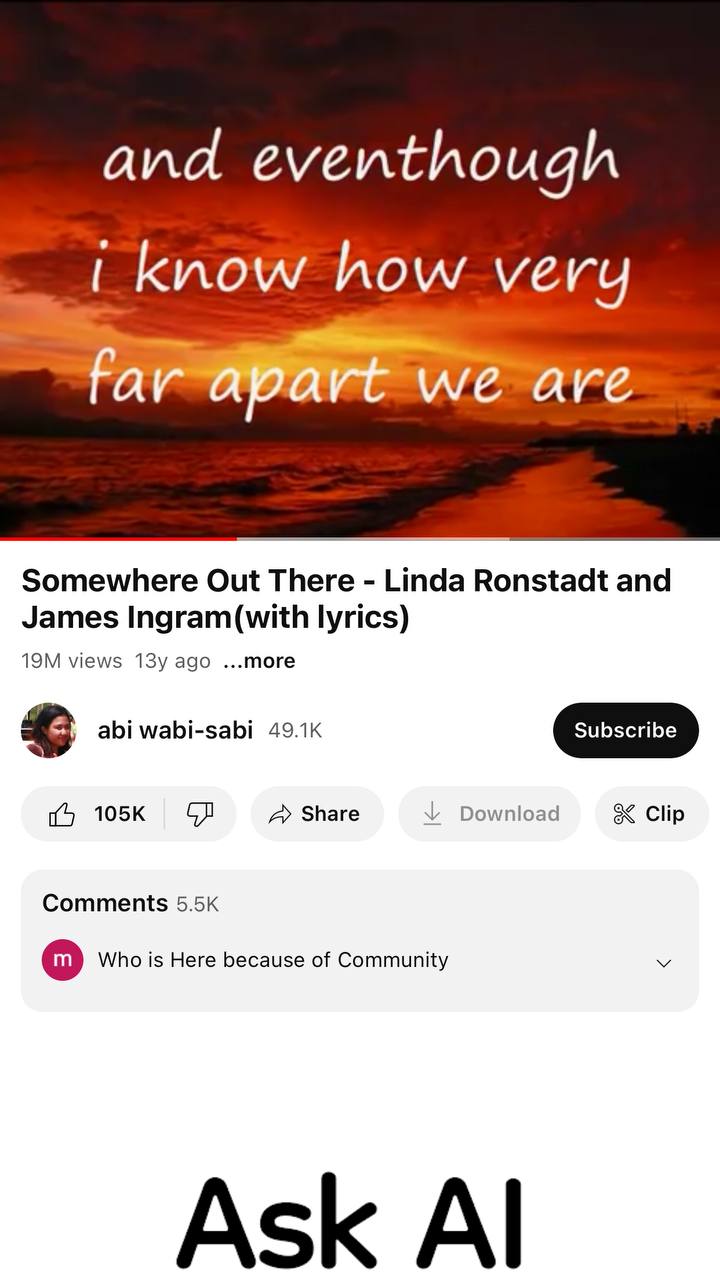 and eventhough
i know how very
far apart we are
Somewhere Out There - Linda Ronstadt and
James Ingram(with lyrics)
19M views 13y ago ...more
abi wabi-sabi 49.1K
Subscribe
105K
Share
Download
Clip
Comments 5.5K
m
Who is Here because of Community
Ask AI